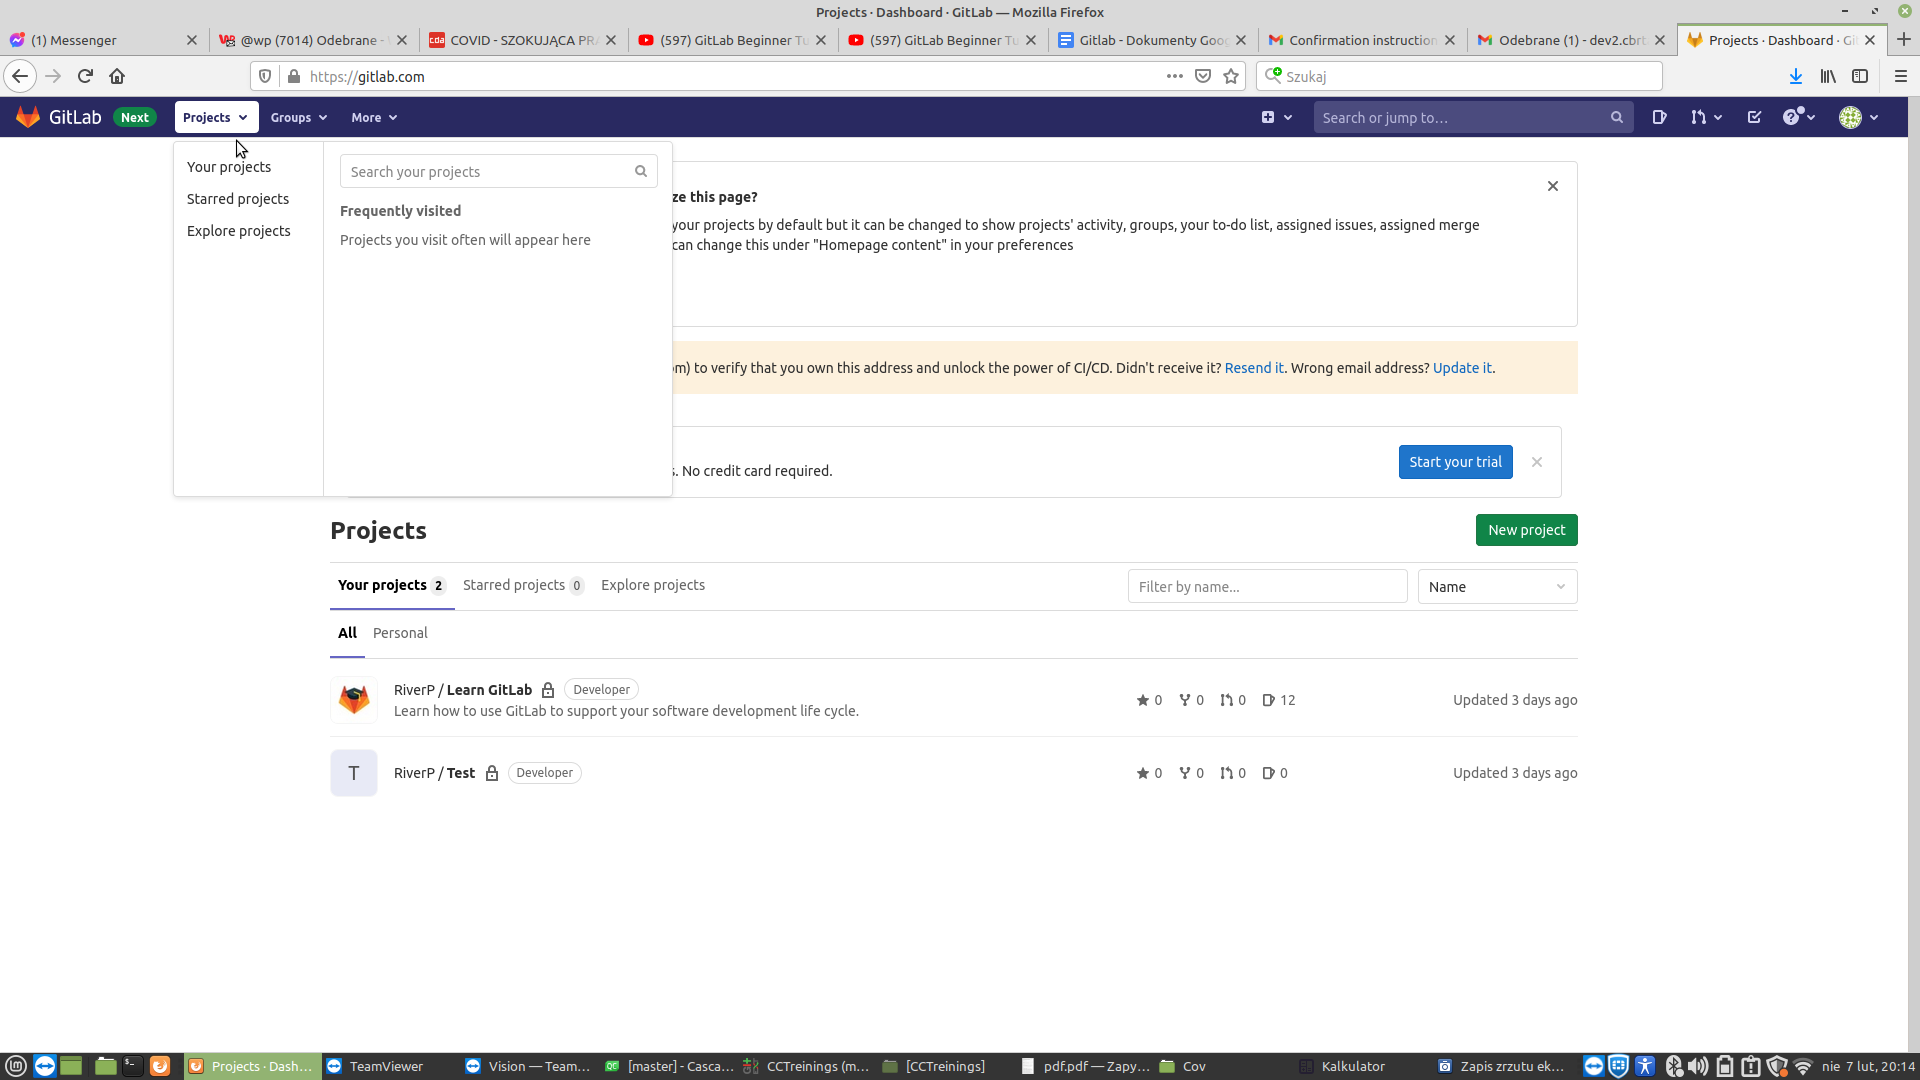 Projects · Dashboard · GitLab — Mozilla Firefox
(1) Messenger
@wp (7014) Odebrane -
COVID - SZOKUJĄCA PR
(597) GitLab Beginner Tu
(597) GitLab Beginner Tu
Gitlab - Dokumenty Goog
Confirmation instruction
Odebrane (1) - dev2.cbrt
Projects · Dashboard · Gi
https://gitlab.com
Szukaj
GitLab
Next
Projects
Groups
More
Search or jump to…
Your projects
Starred projects
Explore projects
Search your projects
Frequently visited
Projects you visit often will appear here
ze this page?
your projects by default but it can be changed to show projects' activity, groups, your to-do list, assigned issues, assigned merge
can change this under "Homepage content" in your preferences
om) to verify that you own this address and unlock the power of CI/CD. Didn't receive it? Resend it. Wrong email address? Update it.
s. No credit card required.
Start your trial
Projects
New project
Your projects 2
Starred projects 0
Explore projects
Filter by name...
Name
All
Personal
RiverP / Learn GitLab
Developer
0 0 0 12
Updated 3 days ago
Learn how to use GitLab to support your software development life cycle.
T
RiverP / Test
Developer
0 0 0 0
Updated 3 days ago
Projects · Dash...
TeamViewer
Vision — Team...
[master] - Casca...
CCTreinings (m...
[CCTreinings]
pdf.pdf — Zapy...
Cov
Kalkulator
Zapis zrzutu ek...
nie 7 lut, 20:14